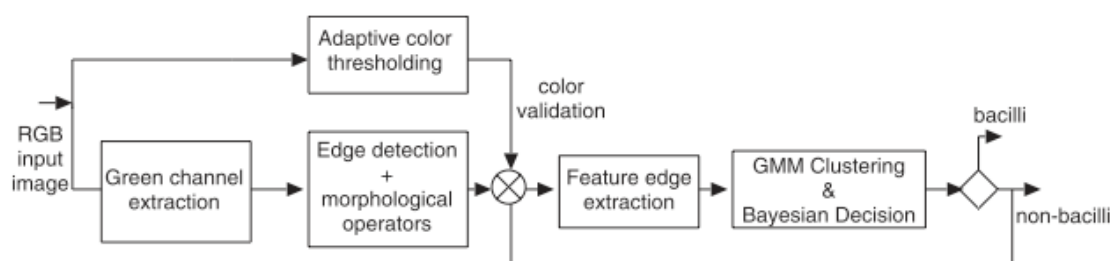 Adaptive color
thresholding
color
validation
RGB
input
image
Green channel
extraction
Edge detection
+
morphological
operators
Feature edge
extraction
GMM Clustering
&
Bayesian Decision
bacilli
non-bacilli